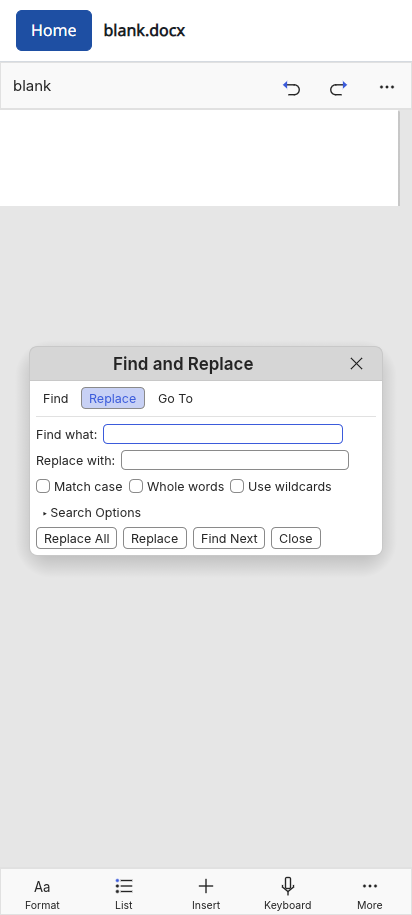 Home blank.docx
blank
Find and Replace
Find Replace Go To
Find what:
Replace with:
Match case Whole words Use wildcards
Search Options
Replace All Replace Find Next Close
Aa
Format List Insert Keyboard More